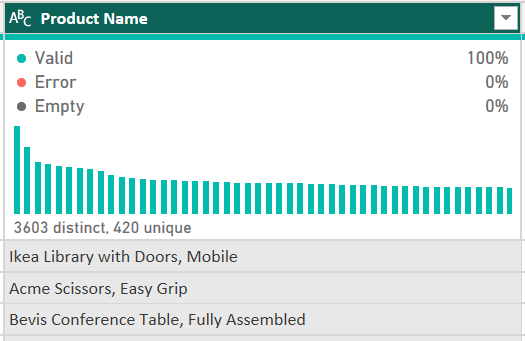 ABC Product Name
Valid 100%
Error 0%
Empty 0%
3603 distinct, 420 unique
Ikea Library with Doors, Mobile
Acme Scissors, Easy Grip
Bevis Conference Table, Fully Assembled